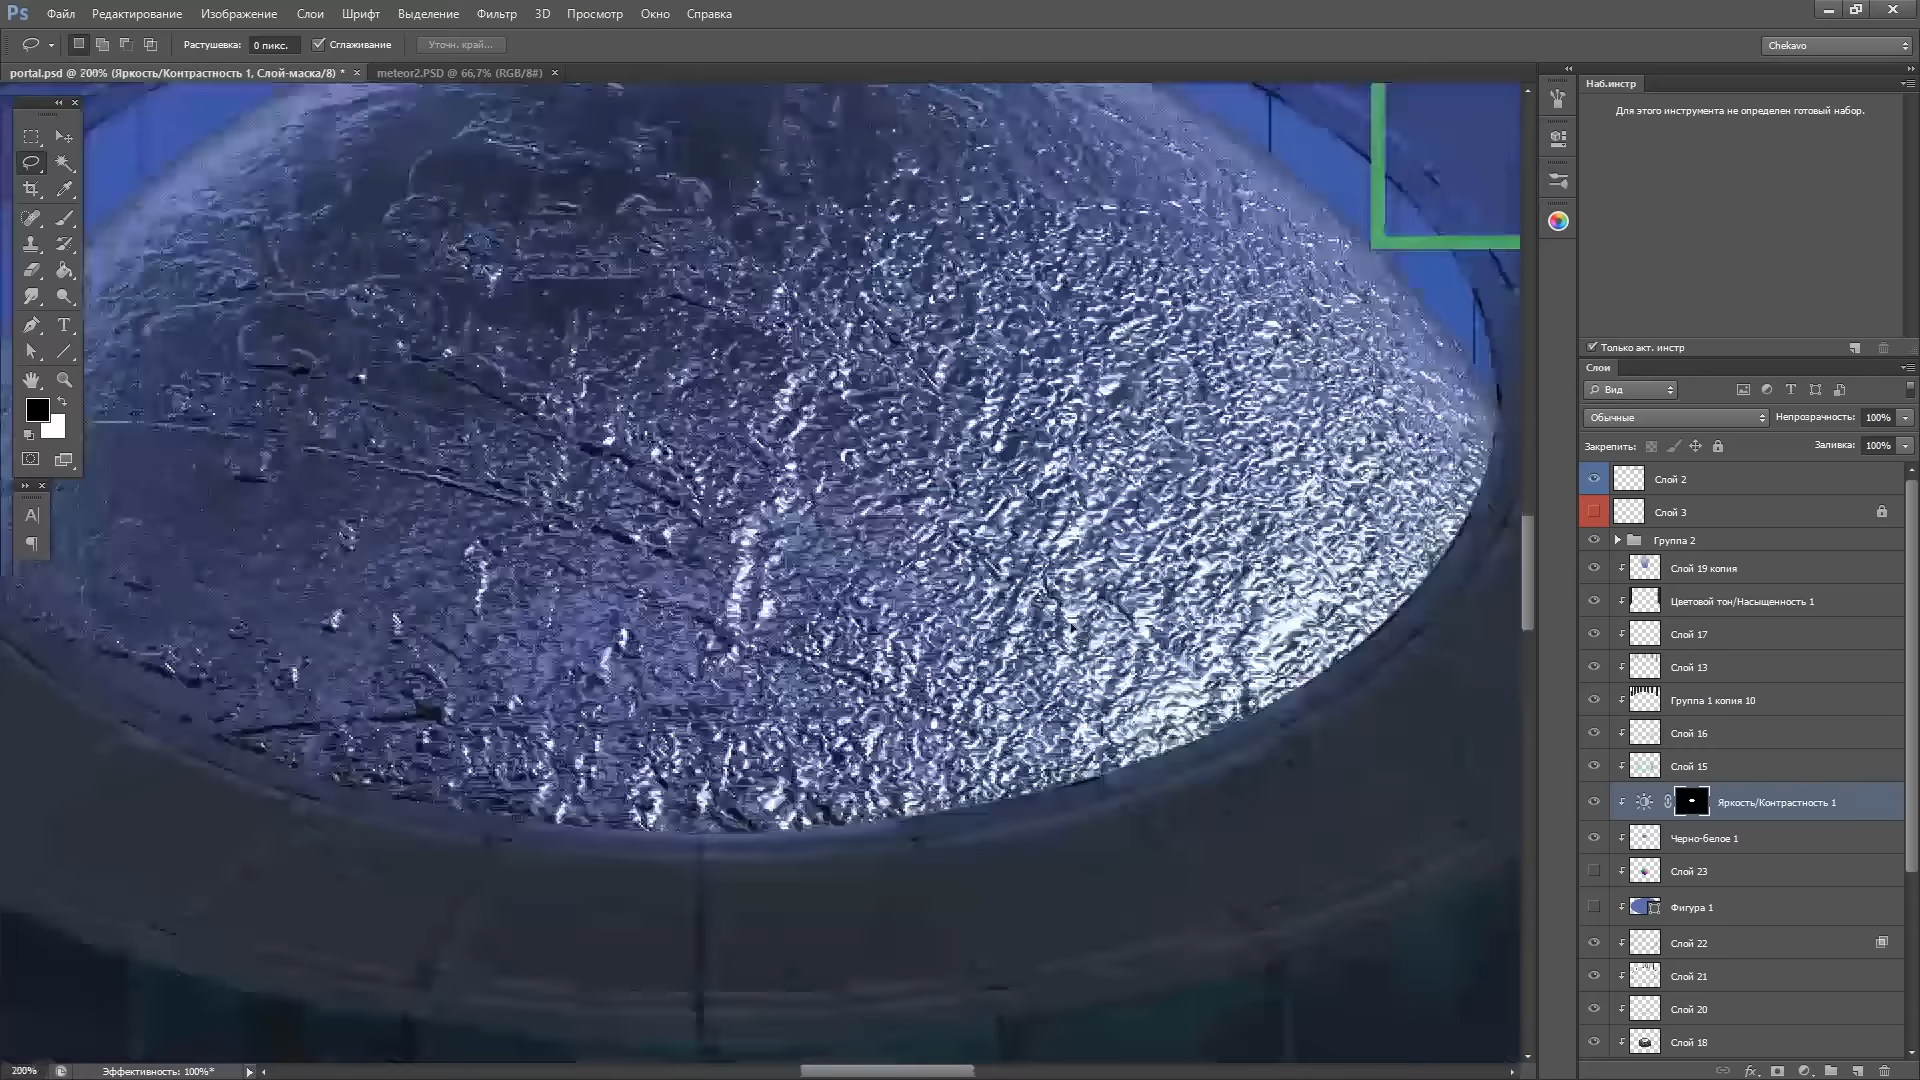 Ps Файл Редактирование Изображение Слои Шрифт Выделение Фильтр 3D Просмотр Окно Справка
Растушевка: 0 пикс. Сглаживание Уточн. край... Chekavo
portal.psd @ 200% (Яркость/Контрастность 1, Слой-маска/8) * × meteor2.PSD @ 66,7% (RGB/8#) ×
Наб.инстр
Для этого инструмента не определен готовый набор.
Только акт. инстр
Слои
Вид
Обычные Непрозрачность: 100%
Закрепить: Заливка: 100%
Слой 2
Слой 3
Группа 2
Слой 19 копия
Цветовой тон/Насыщенность 1
Слой 17
Слой 13
Группа 1 копия 10
Слой 16
Слой 15
Яркость/Контрастность 1
Черно-белое 1
Слой 23
Фигура 1
Слой 22
Слой 21
Слой 20
Слой 18
200% Эффективность: 100%*